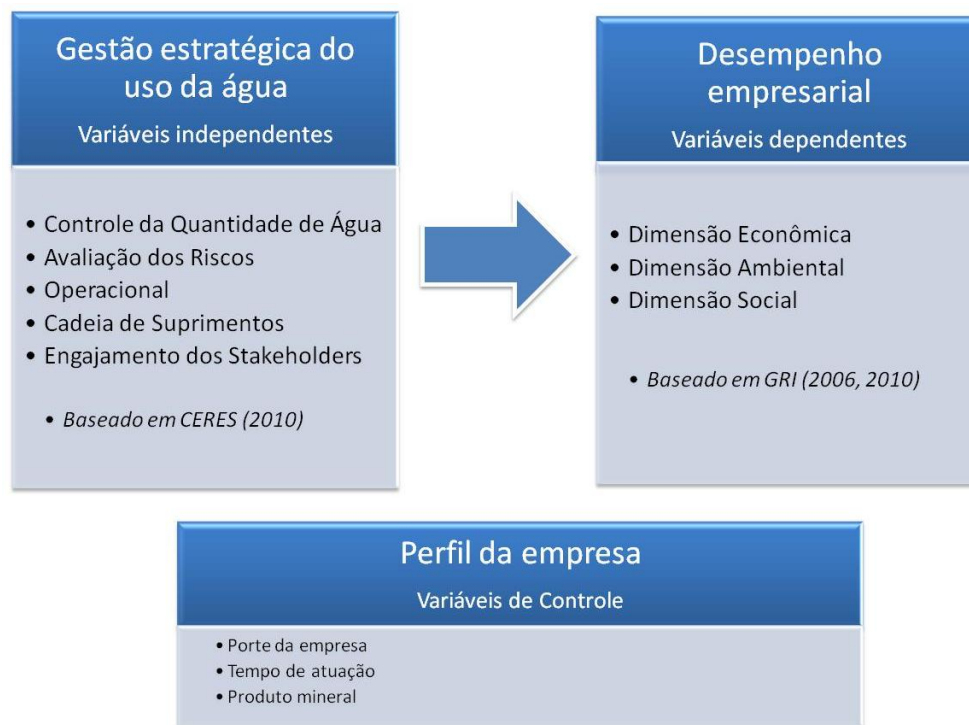 Gestão estratégica do
uso da água
Variáveis independentes
• Controle da Quantidade de Água
• Avaliação dos Riscos
• Operacional
• Cadeia de Suprimentos
• Engajamento dos Stakeholders
• Baseado em CERES (2010)
Desempenho
empresarial
Variáveis dependentes
• Dimensão Econômica
• Dimensão Ambiental
• Dimensão Social
• Baseado em GRI (2006, 2010)
Perfil da empresa
Variáveis de Controle
• Porte da empresa
• Tempo de atuação
• Produto mineral